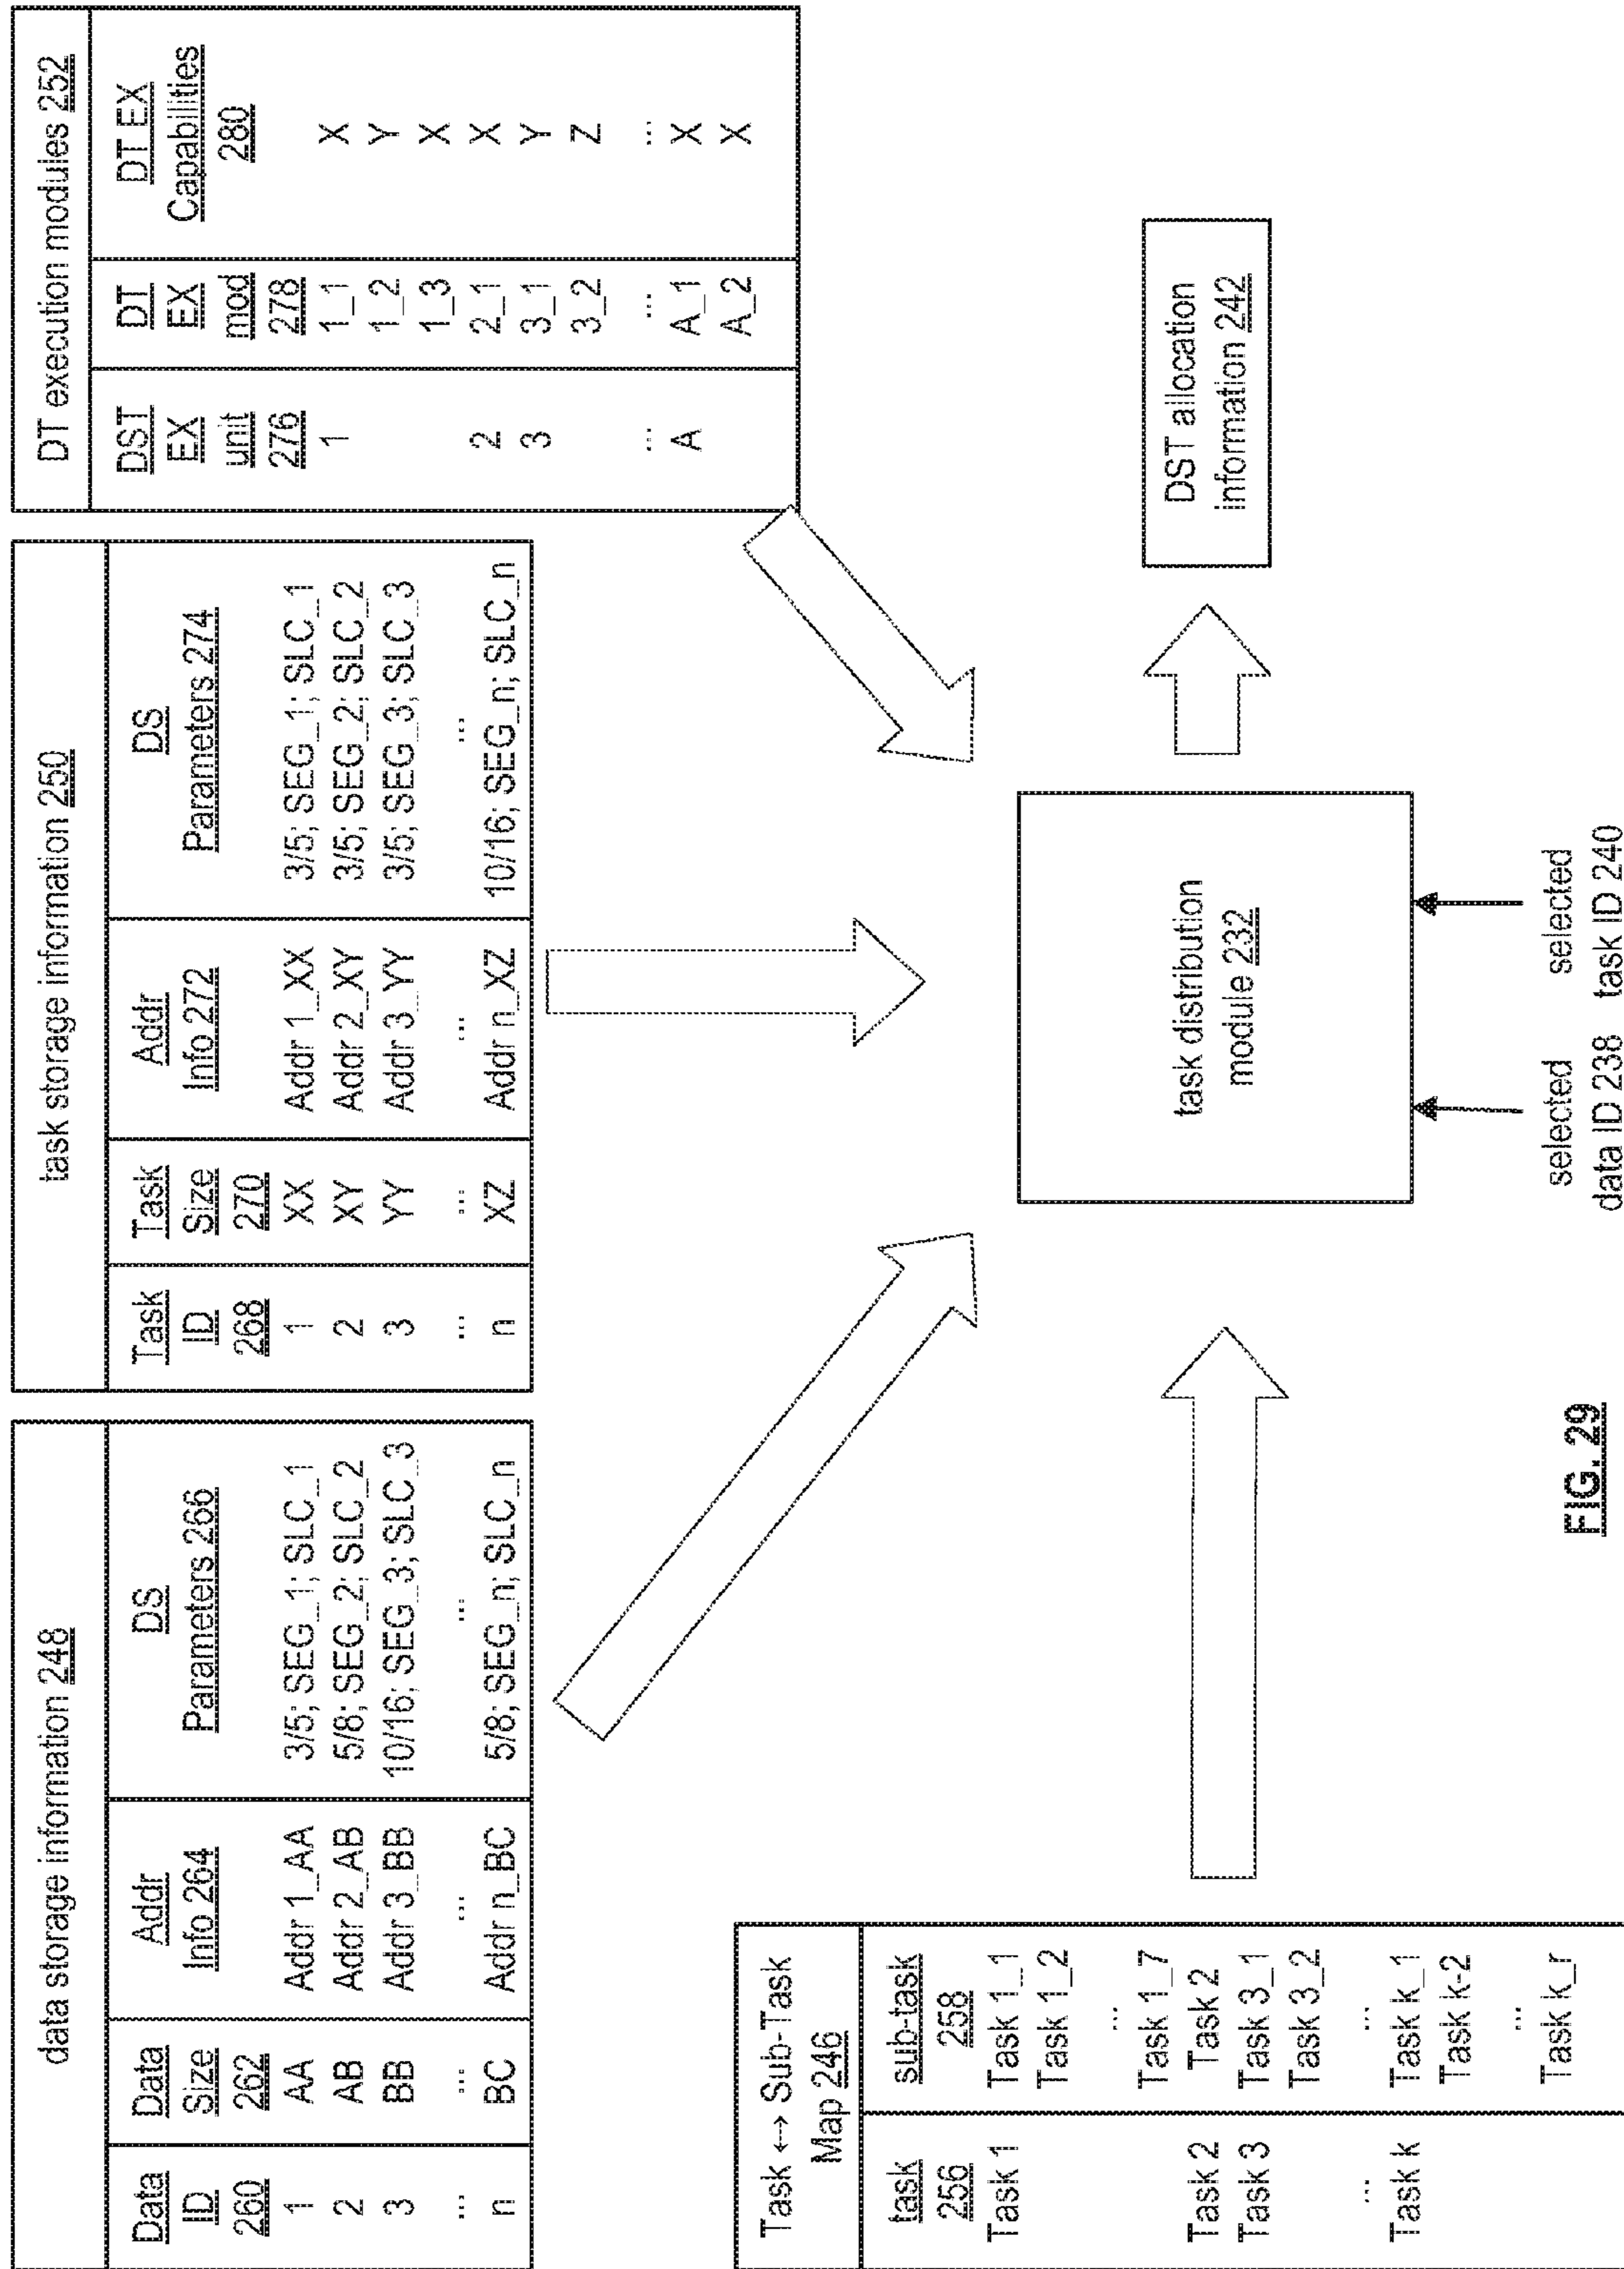 data storage information 248
Data ID 260 Data Size 262 Addr Info 264 DS Parameters 266
1 AA Addr 1_AA 3/5; SEG_1; SLC_1
2 AB Addr 2_AB 5/8; SEG_2; SLC_2
3 BB Addr 3_BB 10/16; SEG_3; SLC_3
... ... ... ...
n BC Addr n_BC 5/8; SEG_n; SLC_n
task storage information 250
Task ID 268 Task Size 270 Addr Info 272 DS Parameters 274
1 XX Addr 1_XX 3/5; SEG_1; SLC_1
2 XY Addr 2_XY 3/5; SEG_2; SLC_2
3 YY Addr 3_YY 3/5; SEG_3; SLC_3
... ... ... ...
n XZ Addr n_XZ 10/16; SEG_n; SLC_n
DT execution modules 252
DST EX unit 276 DT EX mod 278 DT EX Capabilities 280
1 1_1 X
1_2 Y
1_3 X
2 2_1 X
3 3_1 Y
3_2 Z
... ... ...
A A_1 X
A_2 X
Task ↔ Sub-Task
Map 246
task 256 sub-task 258
Task 1 Task 1_1
Task 1_2
...
Task 1_7
Task 2 Task 2
Task 3 Task 3_1
Task 3_2
... ...
Task k Task k_1
Task k-2
...
Task k_r
task distribution
module 232
DST allocation
information 242
selected
data ID 238
selected
task ID 240
FIG. 29